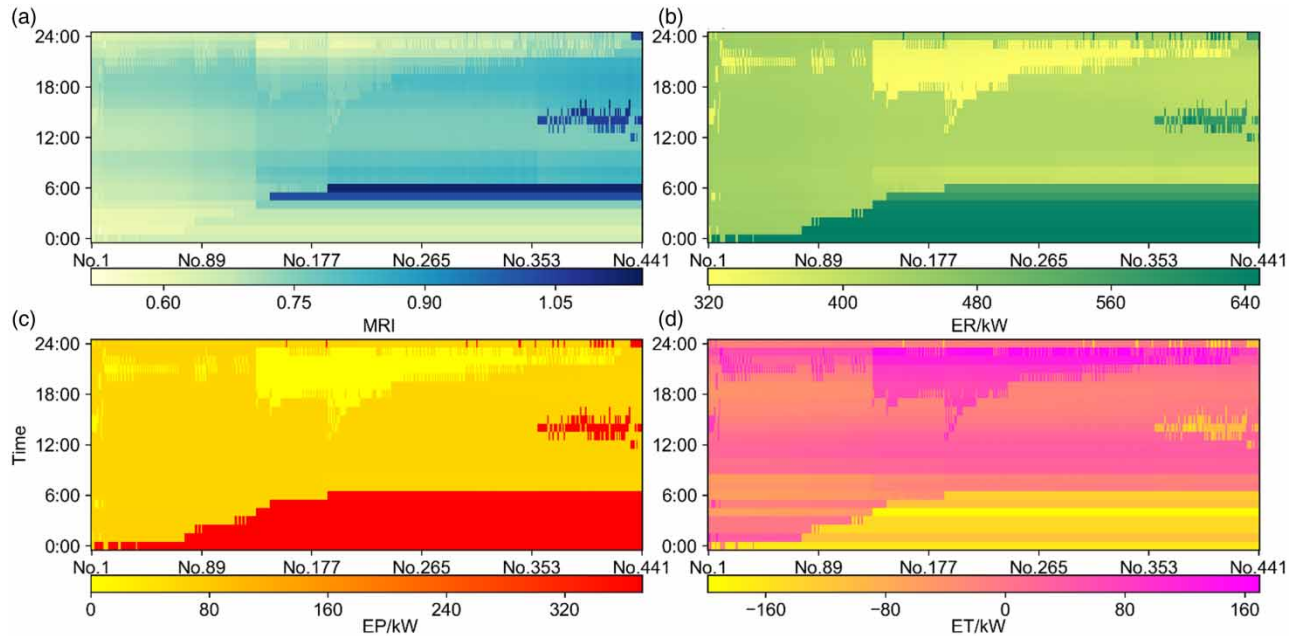 (a) (b)
24:00 24:00
18:00 18:00
12:00 12:00
6:00 6:00
0:00 0:00
No.1 No.89 No.177 No.265 No.353 No.441 No.1 No.89 No.177 No.265 No.353 No.441
0.60 0.75 0.90 1.05 320 400 480 560 640
MRI ER/kW
(c) (d)
24:00 24:00
18:00 18:00
Time
12:00 12:00
6:00 6:00
0:00 0:00
No.1 No.89 No.177 No.265 No.353 No.441 No.1 No.89 No.177 No.265 No.353 No.441
0 80 160 240 320 −160 −80 0 80 160
EP/kW ET/kW